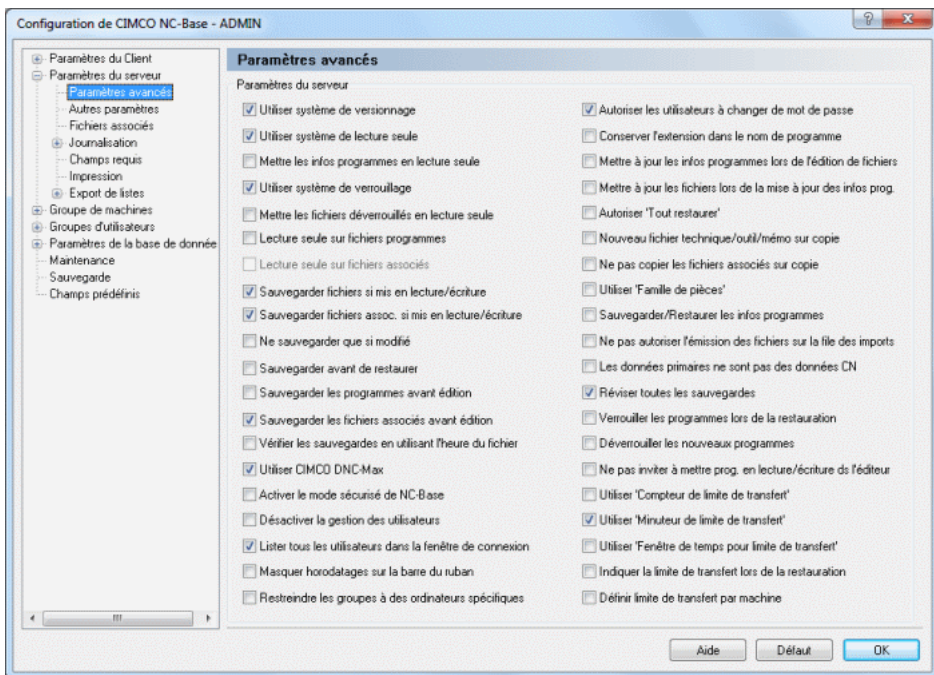 Configuration de CIMCO NC-Base - ADMIN
Paramètres du Client
Paramètres du serveur
Paramètres avancés
Autres paramètres
Fichiers associés
Journalisation
Champs requis
Impression
Export de listes
Groupe de machines
Groupes d'utilisateurs
Paramètres de la base de donnée
Maintenance
Sauvegarde
Champs prédéfinis
Paramètres avancés
Paramètres du serveur
Utiliser système de versionnage
Utiliser système de lecture seule
Mettre les infos programmes en lecture seule
Utiliser système de verrouillage
Mettre les fichiers déverrouillés en lecture seule
Lecture seule sur fichiers programmes
Lecture seule sur fichiers associés
Sauvegarder fichiers si mis en lecture/écriture
Sauvegarder fichiers assoc. si mis en lecture/écriture
Ne sauvegarder que si modifié
Sauvegarder avant de restaurer
Sauvegarder les programmes avant édition
Sauvegarder les fichiers associés avant édition
Vérifier les sauvegardes en utilisant l'heure du fichier
Utiliser CIMCO DNC-Max
Activer le mode sécurisé de NC-Base
Désactiver la gestion des utilisateurs
Lister tous les utilisateurs dans la fenêtre de connexion
Masquer horodatages sur la barre du ruban
Restreindre les groupes à des ordinateurs spécifiques
Autoriser les utilisateurs à changer de mot de passe
Conserver l'extension dans le nom de programme
Mettre à jour les infos programmes lors de l'édition de fichiers
Mettre à jour les fichiers lors de la mise à jour des infos prog.
Autoriser 'Tout restaurer'
Nouveau fichier technique/outil/mémo sur copie
Ne pas copier les fichiers associés sur copie
Utiliser 'Famille de pièces'
Sauvegarder/Restaurer les infos programmes
Ne pas autoriser l'émission des fichiers sur la file des imports
Les données primaires ne sont pas des données CN
Réviser toutes les sauvegardes
Verrouiller les programmes lors de la restauration
Déverrouiller les nouveaux programmes
Ne pas inviter à mettre prog. en lecture/écriture ds l'éditeur
Utiliser 'Compteur de limite de transfert'
Utiliser 'Minuteur de limite de transfert'
Utiliser 'Fenêtre de temps pour limite de transfert'
Indiquer la limite de transfert lors de la restauration
Définir limite de transfert par machine
Aide
Défaut
OK